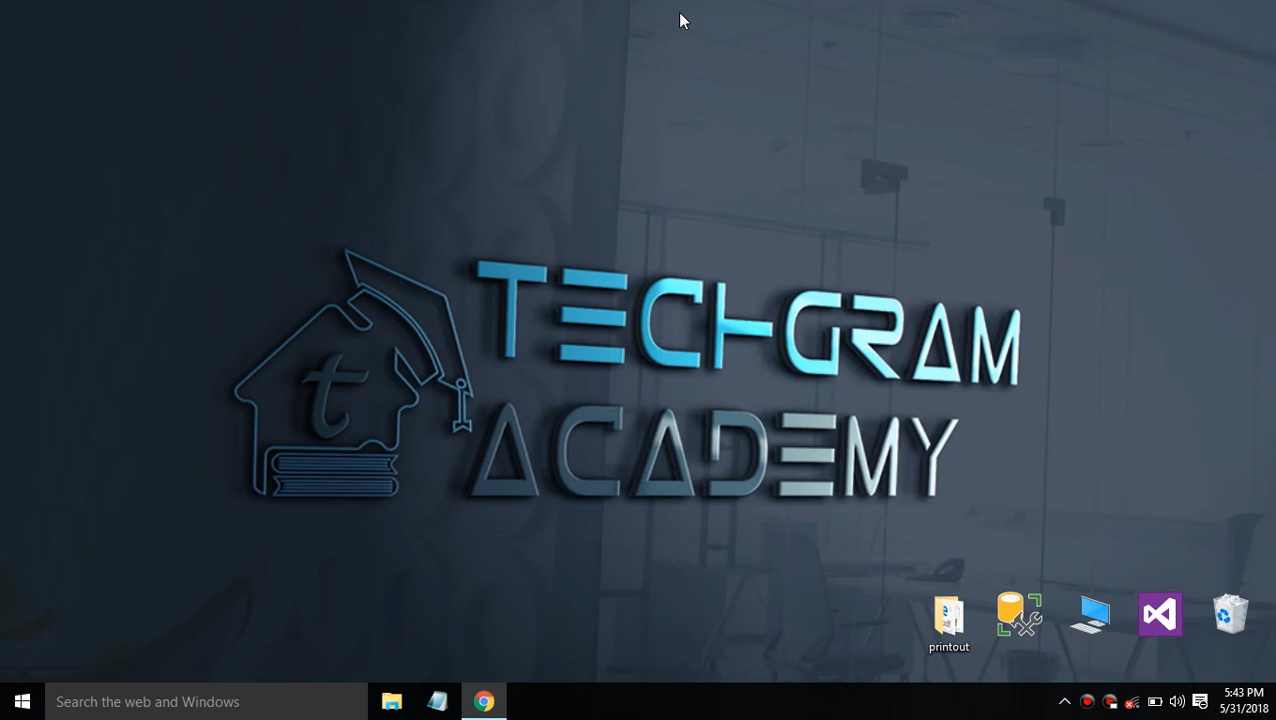 TECHGRAM
ACADEMY
t
printout
Search the web and Windows
5:43 PM
5/31/2018